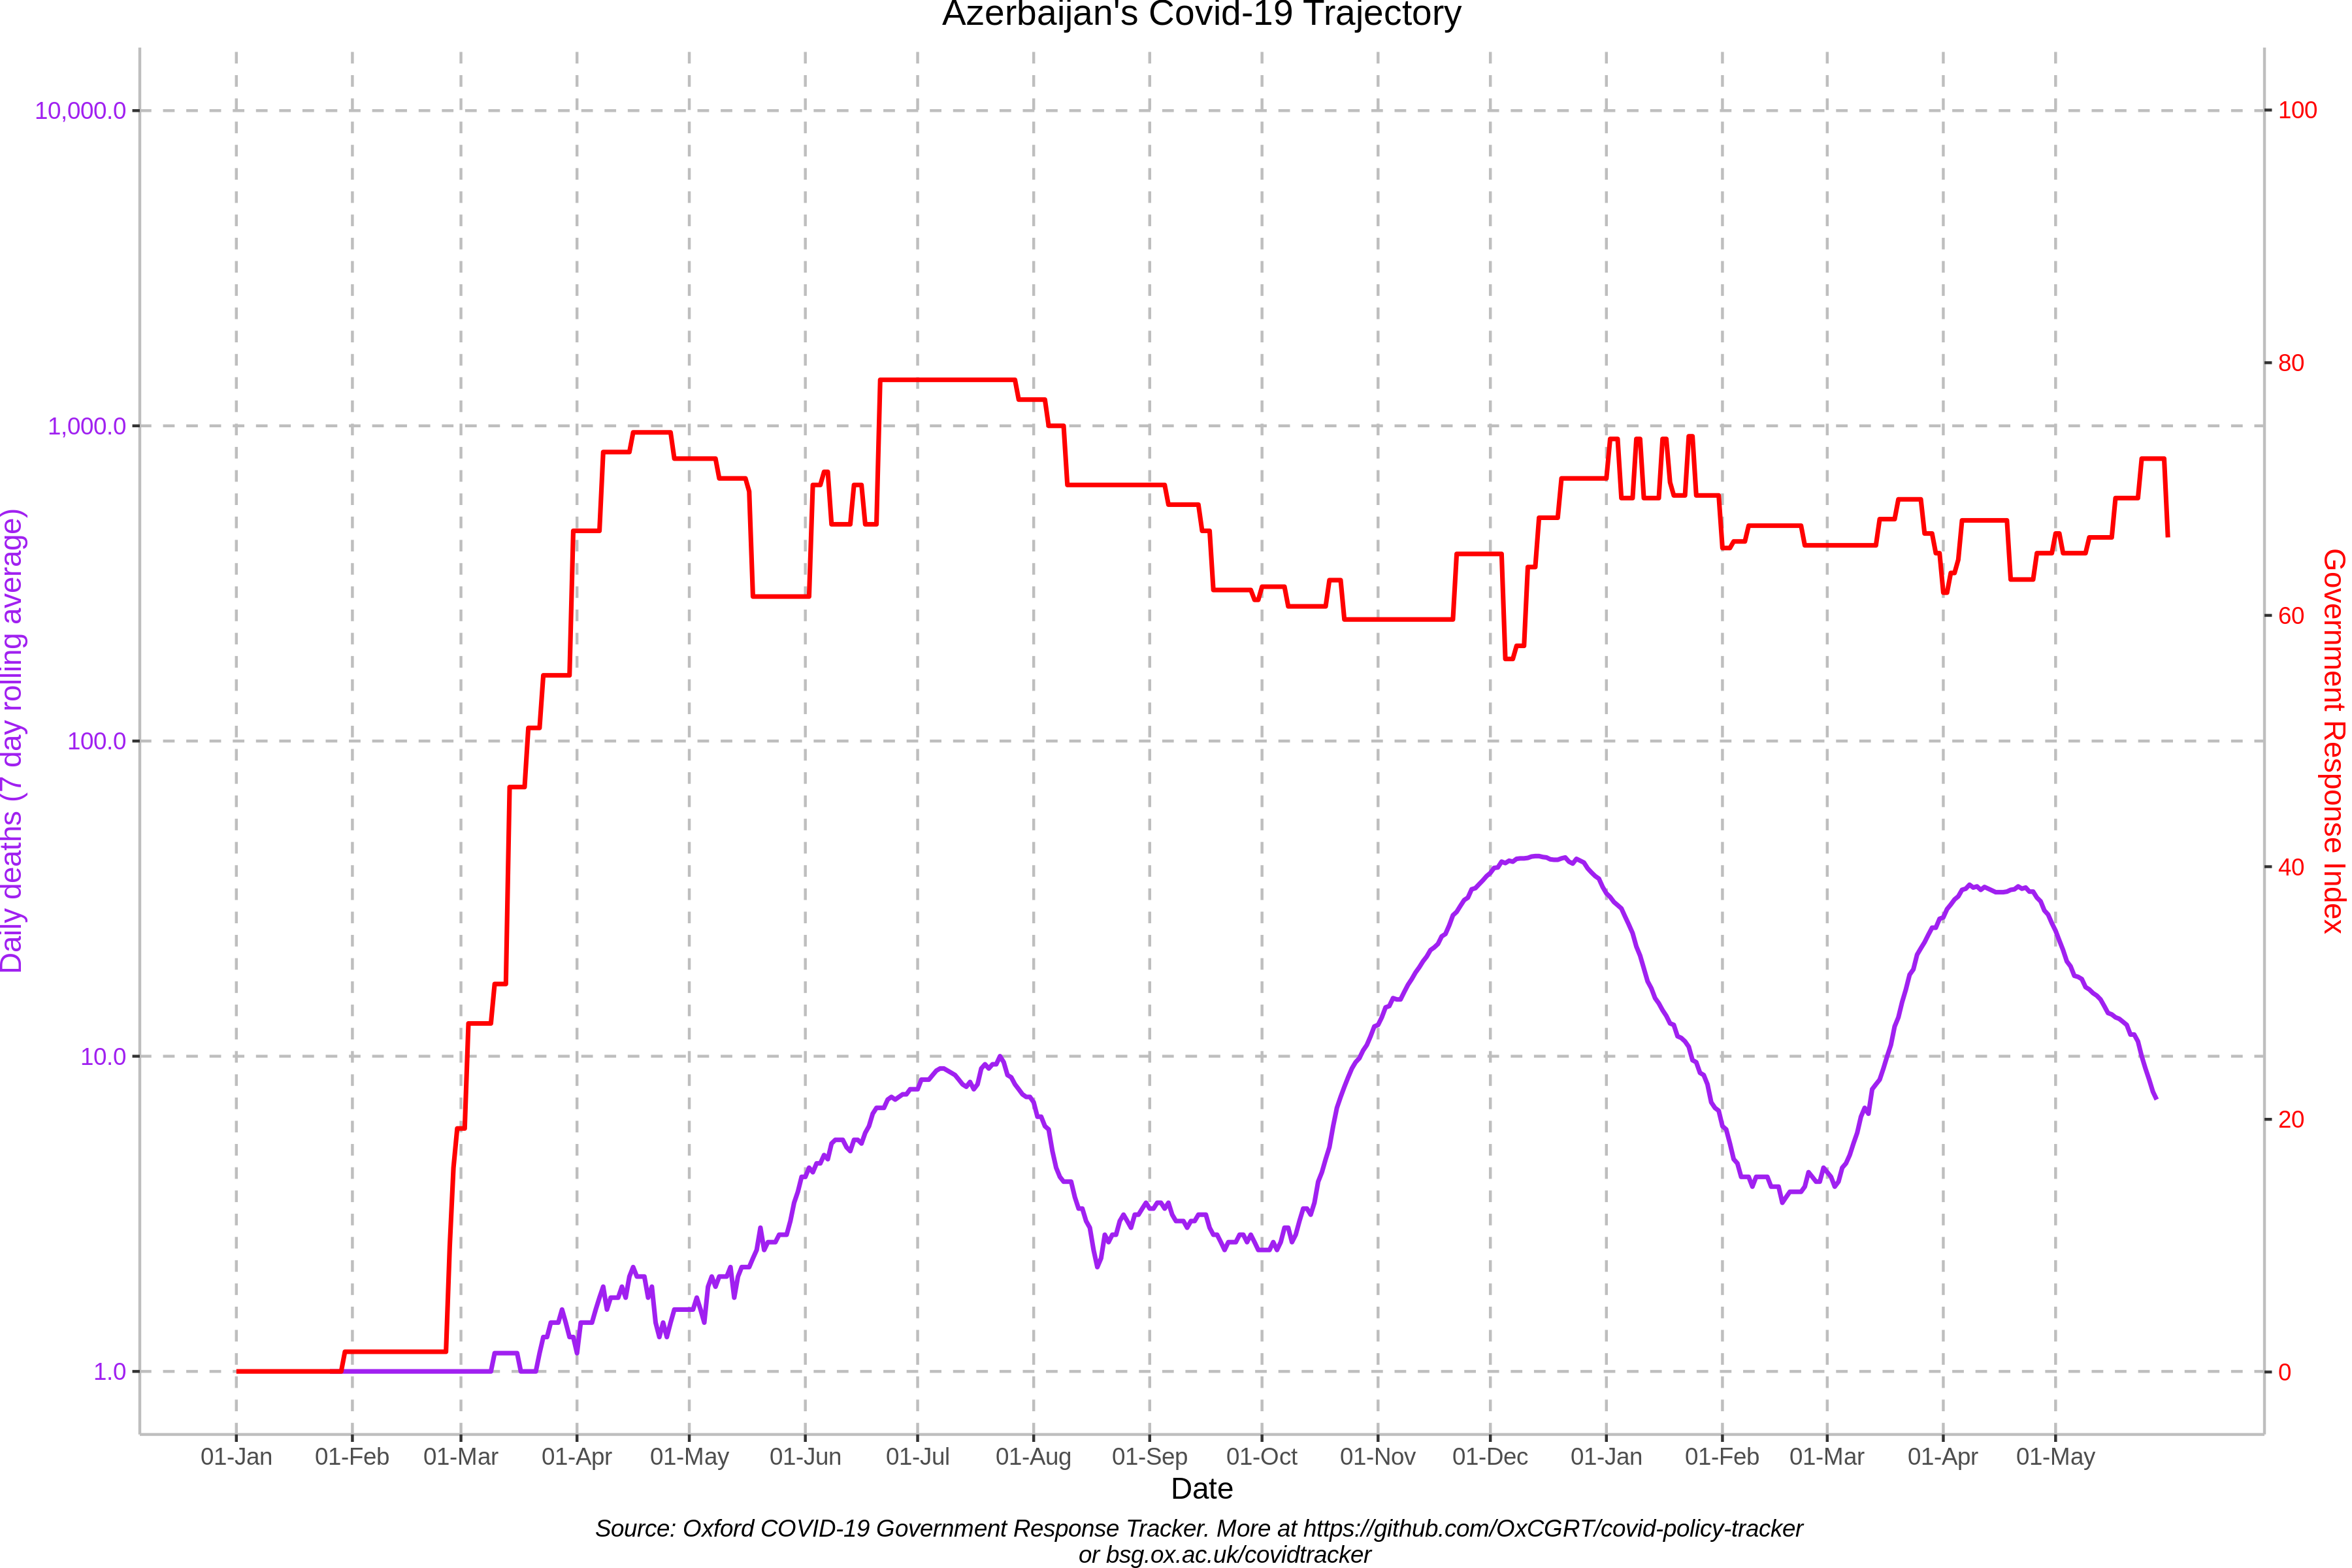 Azerbaijan's Covid-19 Trajectory
10,000.0
1,000.0
100.0
10.0
1.0
Daily deaths (7 day rolling average)
100
80
60
40
20
0
Government Response Index
01-Jan 01-Feb 01-Mar 01-Apr 01-May 01-Jun 01-Jul 01-Aug 01-Sep 01-Oct 01-Nov 01-Dec 01-Jan 01-Feb 01-Mar 01-Apr 01-May
Date
Source: Oxford COVID-19 Government Response Tracker. More at https://github.com/OxCGRT/covid-policy-tracker
or bsg.ox.ac.uk/covidtracker